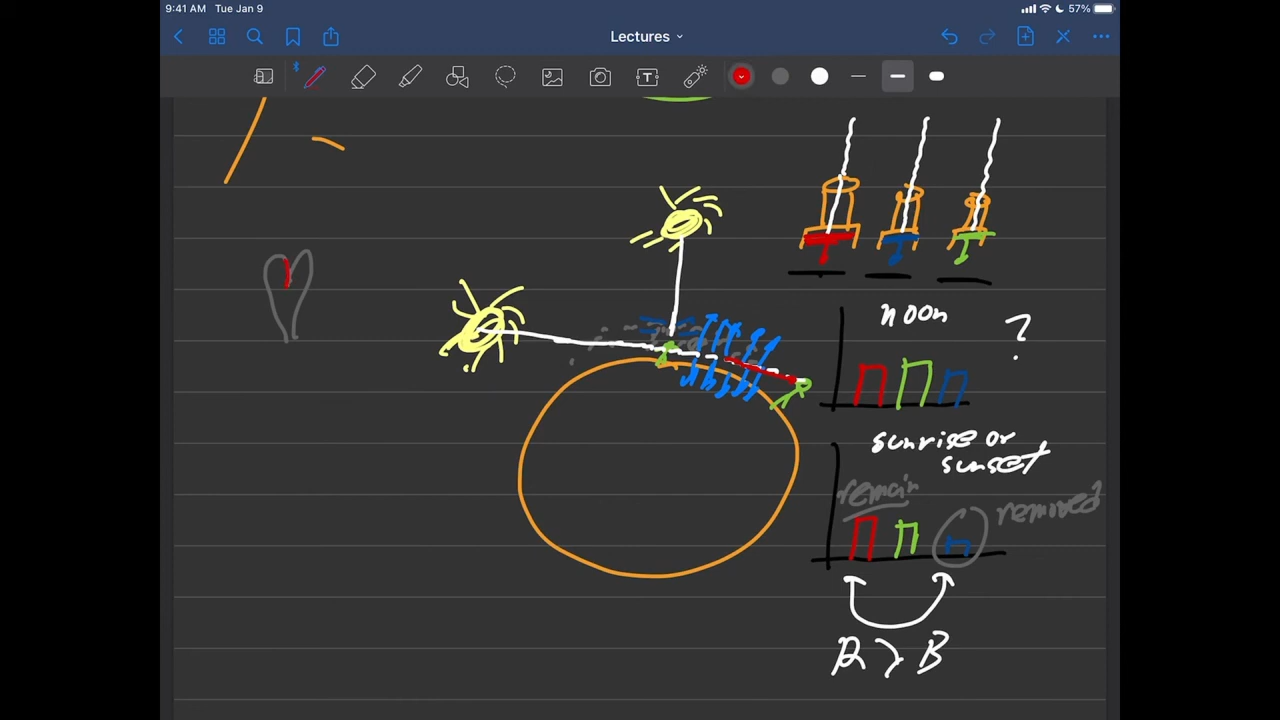 9:41 AM Tue Jan 9
57%
Lectures
T
noon
?
sunrise or
sunset
remain
removed
R > B